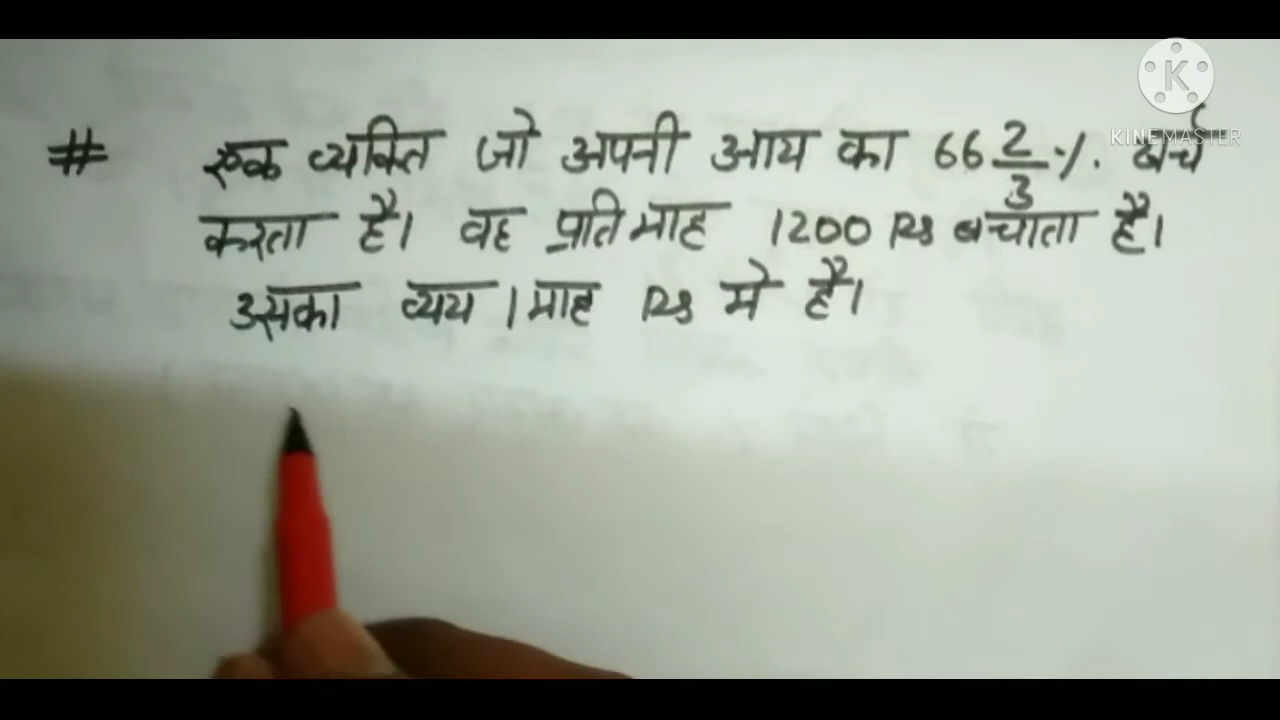 # एक व्यक्ति जो अपनी आय का 66 2/3 %. खर्च
करता है। वह प्रति माह 1200 Rs बचाता है।
उसका व्यय । माह Rs मे है।
K
KINEMASTER